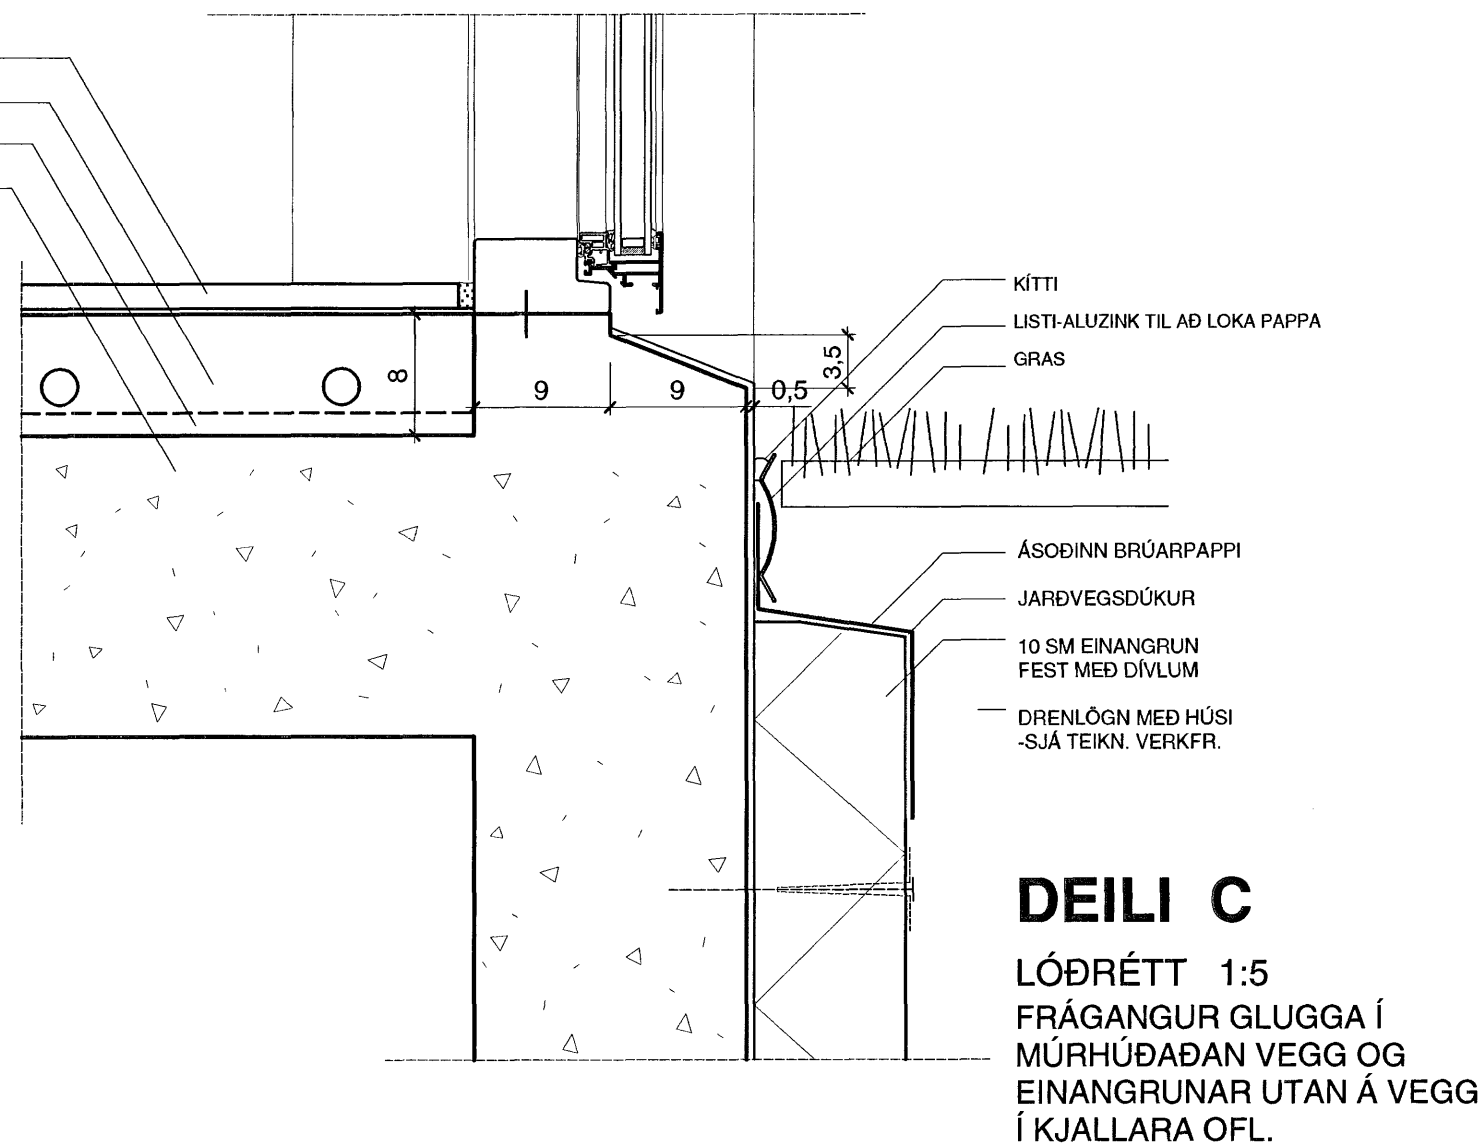 KÍTTI
LISTI-ALUZINK TIL AÐ LOKA PAPPA
GRAS
3,5
8
9
9
0,5
ÁSOÐINN BRÚARPAPPI
JARÐVEGSDÚKUR
10 SM EINANGRUN
FEST MEÐ DÍVLUM
DRENLÖGN MEÐ HÚSI
-SJÁ TEIKN. VERKFR.
DEILI C
LÓÐRÉTT 1:5
FRÁGANGUR GLUGGA Í
MÚRHÚÐAÐAN VEGG OG
EINANGRUNAR UTAN Á VEGG
Í KJALLARA OFL.